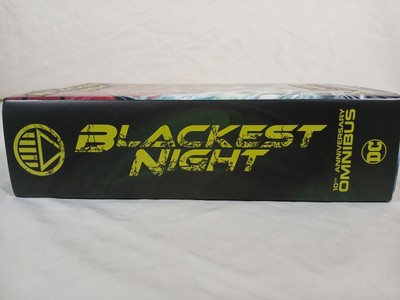 BLACKEST
NIGHT
10TH ANNIVERSARY
OMNIBUS
DC